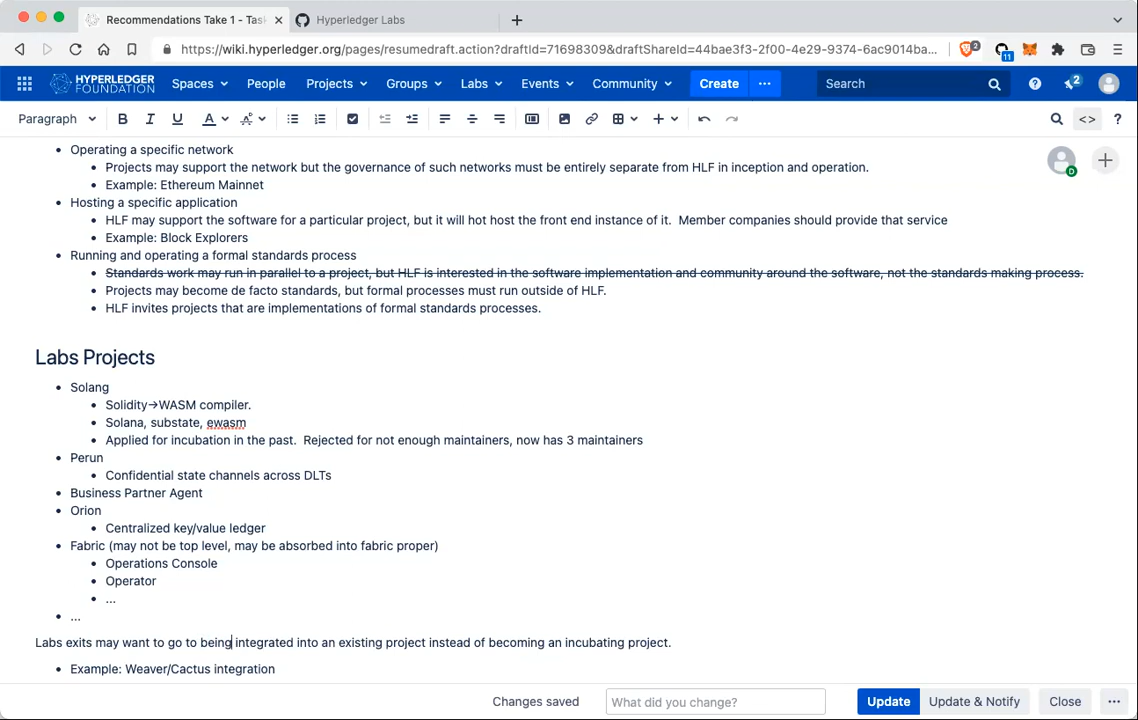 Recommendations Take 1 - Tas
Hyperledger Labs
https://wiki.hyperledger.org/pages/resumedraft.action?draftId=71698309&draftShareId=44bae3f3-2f00-4e29-9374-6ac9014ba...
2
11
HYPERLEDGER FOUNDATION
Spaces
People
Projects
Groups
Labs
Events
Community
Create
Search
2
Paragraph
B I U A
Operating a specific network
Projects may support the network but the governance of such networks must be entirely separate from HLF in inception and operation.
Example: Ethereum Mainnet
Hosting a specific application
HLF may support the software for a particular project, but it will hot host the front end instance of it. Member companies should provide that service
Example: Block Explorers
Running and operating a formal standards process
Standards work may run in parallel to a project, but HLF is interested in the software implementation and community around the software, not the standards making process.
Projects may become de facto standards, but formal processes must run outside of HLF.
HLF invites projects that are implementations of formal standards processes.
D
Labs Projects
Solang
Solidity→WASM compiler.
Solana, substate, ewasm
Applied for incubation in the past. Rejected for not enough maintainers, now has 3 maintainers
Perun
Confidential state channels across DLTs
Business Partner Agent
Orion
Centralized key/value ledger
Fabric (may not be top level, may be absorbed into fabric proper)
Operations Console
Operator
...
...
Labs exits may want to go to being integrated into an existing project instead of becoming an incubating project.
Example: Weaver/Cactus integration
Changes saved
What did you change?
Update
Update & Notify
Close